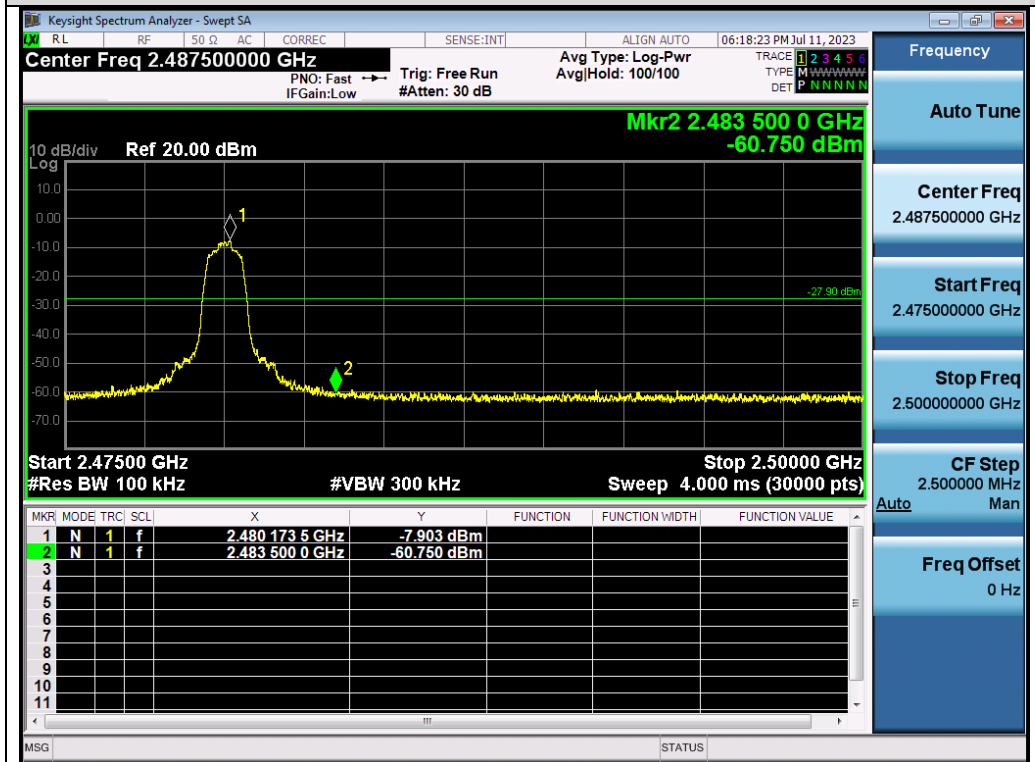 Keysight Spectrum Analyzer - Swept SA
LXI RL RF 50 Ω AC CORREC SENSE:INT ALIGN AUTO 06:18:23 PM Jul 11, 2023
Center Freq 2.487500000 GHz
PNO: Fast
IFGain:Low
Trig: Free Run
#Atten: 30 dB
Avg Type: Log-Pwr
Avg|Hold: 100/100
TRACE 1 2 3 4 5 6
TYPE M WWWWW
DET P N N N N N
Mkr2 2.483 500 0 GHz
-60.750 dBm
10 dB/div Ref 20.00 dBm
Log
10.0
0.00
-10.0
-20.0
-30.0
-40.0
-50.0
-60.0
-70.0
1
-27.90 dBm
2
Start 2.47500 GHz Stop 2.50000 GHz
#Res BW 100 kHz #VBW 300 kHz Sweep 4.000 ms (30000 pts)
MKR MODE TRC SCL X Y FUNCTION FUNCTION WIDTH FUNCTION VALUE
1 N 1 f 2.480 173 5 GHz -7.903 dBm
2 N 1 f 2.483 500 0 GHz -60.750 dBm
3
4
5
6
7
8
9
10
11
MSG STATUS
Frequency
Auto Tune
Center Freq
2.487500000 GHz
Start Freq
2.475000000 GHz
Stop Freq
2.500000000 GHz
CF Step
2.500000 MHz
Auto Man
Freq Offset
0 Hz